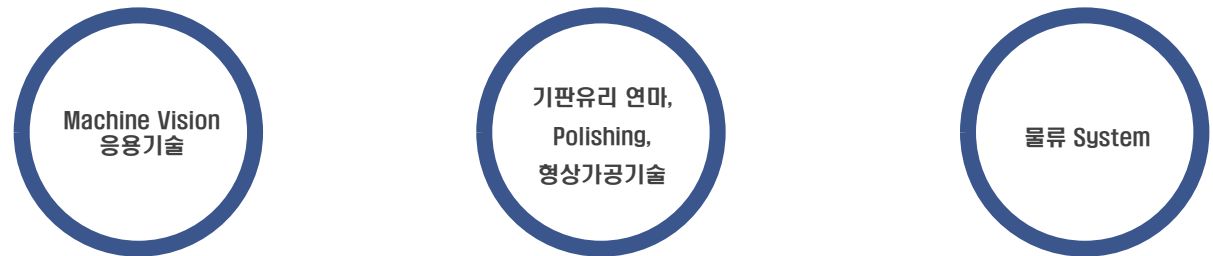 Machine Vision
응용기술
기판유리 연마,
Polishing,
형상가공기술
물류 System